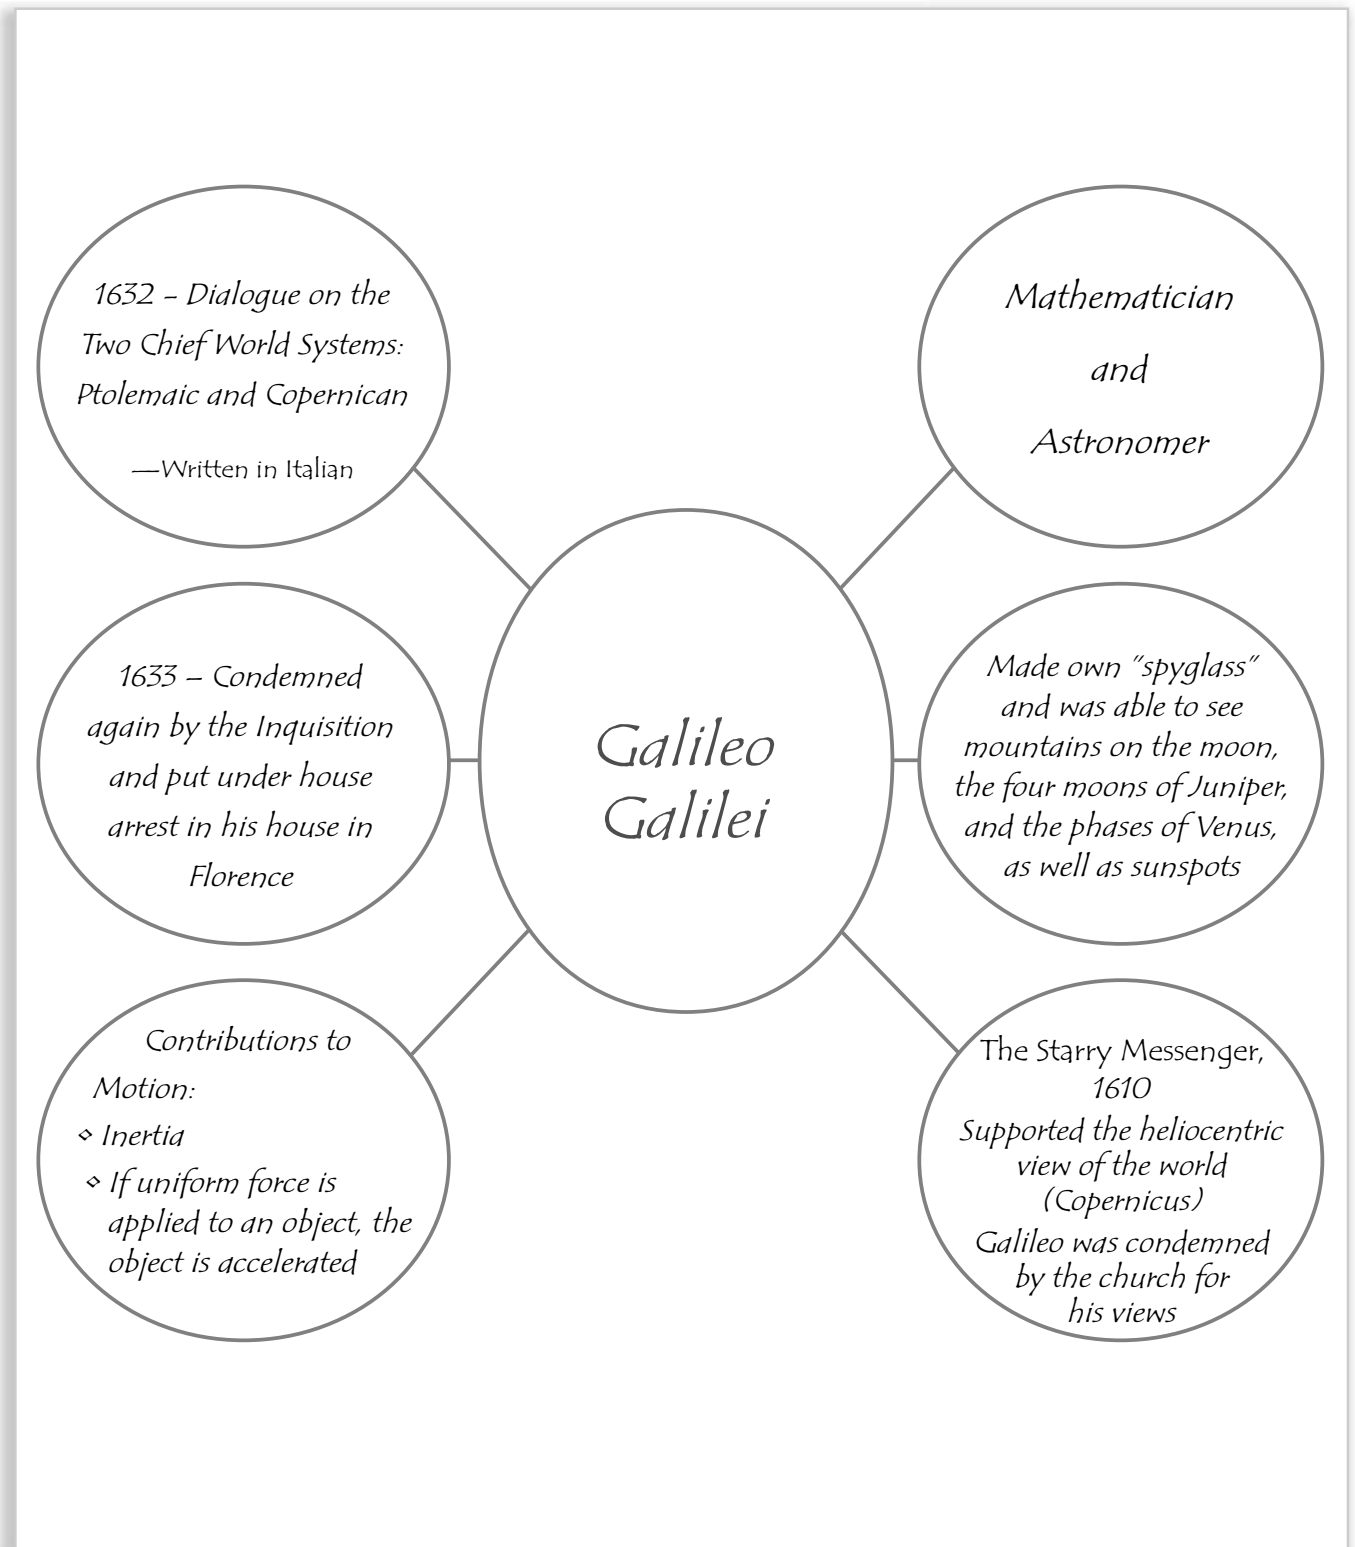 1632 – Dialogue on the
Two Chief World Systems:
Ptolemaic and Copernican
—Written in Italian
Mathematician
and
Astronomer
1633 – Condemned
again by the Inquisition
and put under house
arrest in his house in
Florence
Galileo
Galilei
Made own "spyglass"
and was able to see
mountains on the moon,
the four moons of Juniper,
and the phases of Venus,
as well as sunspots
Contributions to
Motion:
⬦ Inertia
⬦ If uniform force is
applied to an object, the
object is accelerated
The Starry Messenger,
1610
Supported the heliocentric
view of the world
(Copernicus)
Galileo was condemned
by the church for
his views